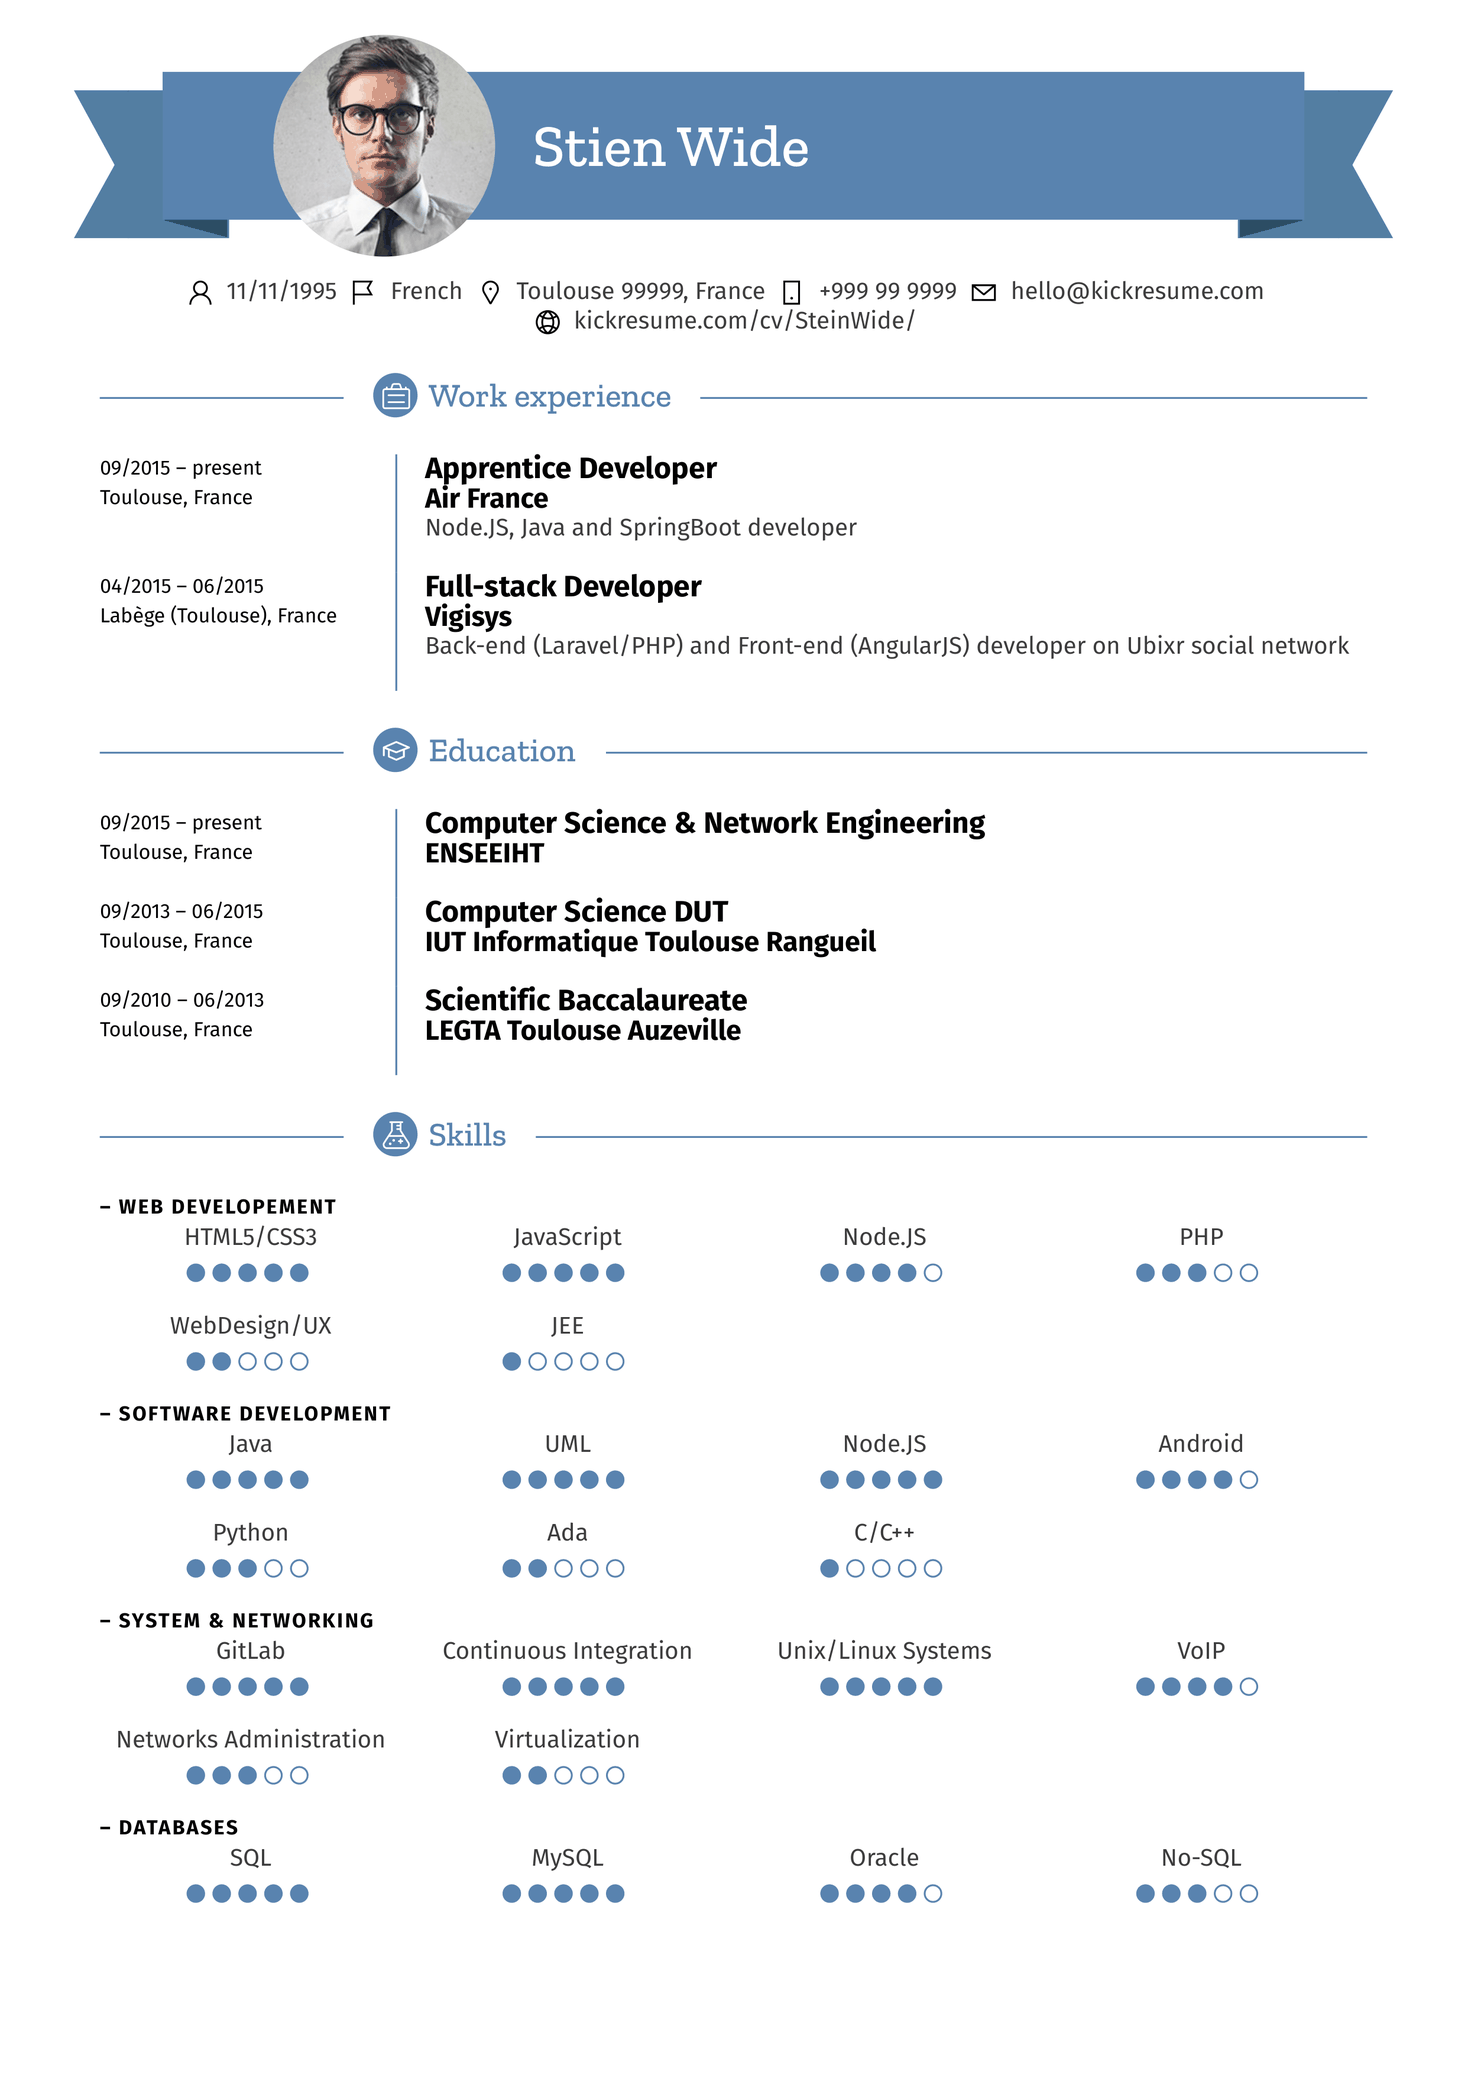 Stien Wide
11/11/1995 French Toulouse 99999, France +999 99 9999 hello@kickresume.com
kickresume.com/cv/SteinWide/
Work experience
09/2015 – present
Toulouse, France
Apprentice Developer
Air France
Node.JS, Java and SpringBoot developer
04/2015 – 06/2015
Labège (Toulouse), France
Full-stack Developer
Vigisys
Back-end (Laravel/PHP) and Front-end (AngularJS) developer on Ubixr social network
Education
09/2015 – present
Toulouse, France
Computer Science & Network Engineering
ENSEEIHT
09/2013 – 06/2015
Toulouse, France
Computer Science DUT
IUT Informatique Toulouse Rangueil
09/2010 – 06/2013
Toulouse, France
Scientific Baccalaureate
LEGTA Toulouse Auzeville
Skills
– WEB DEVELOPEMENT
HTML5/CSS3 JavaScript Node.JS PHP
WebDesign/UX JEE
– SOFTWARE DEVELOPMENT
Java UML Node.JS Android
Python Ada C/C++
– SYSTEM & NETWORKING
GitLab Continuous Integration Unix/Linux Systems VoIP
Networks Administration Virtualization
– DATABASES
SQL MySQL Oracle No-SQL